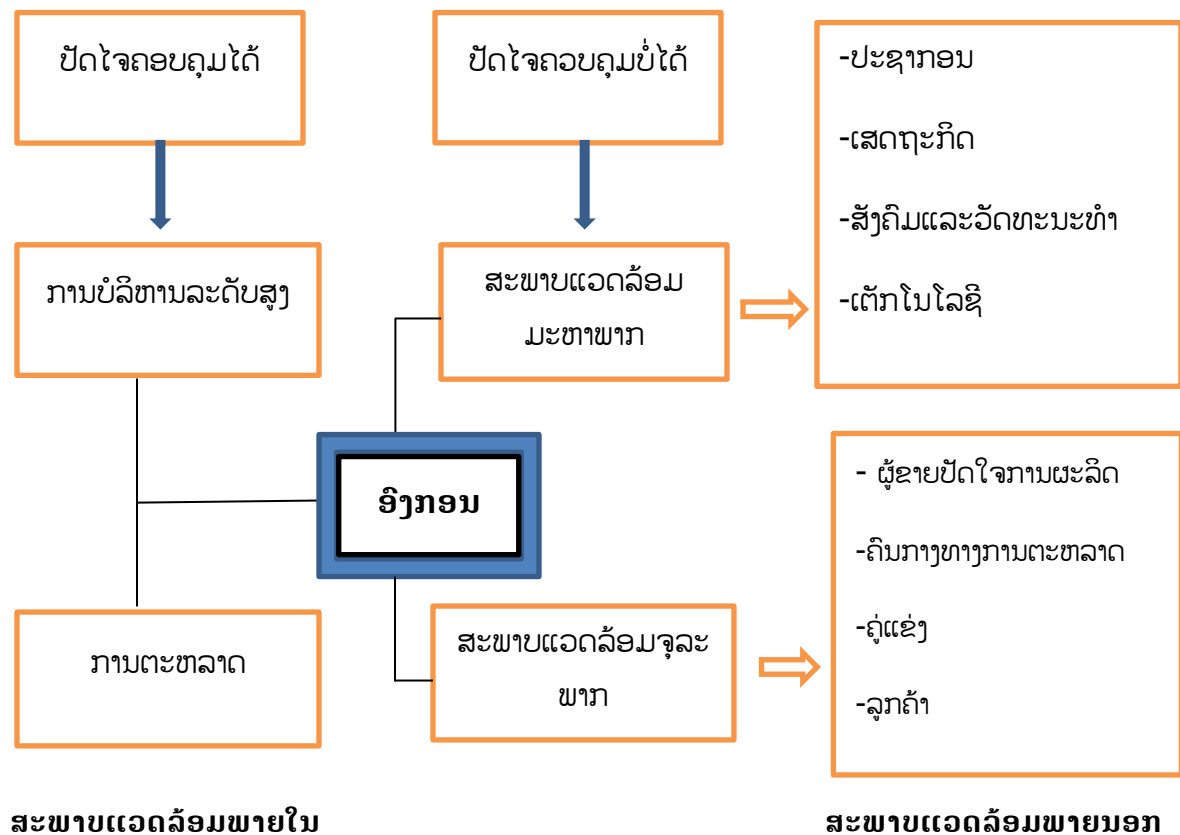 ປັດໄຈຄອບຄຸມໄດ້
ປັດໄຈຄວບຄຸມບໍ່ໄດ້
-ປະຊາກອນ
-ເສດຖະກິດ
-ສັງຄົມແລະວັດທະນະທຳ
-ເຕັກໂນໂລຊີ
ການບໍລິຫານລະດັບສູງ
ສະພາບແວດລ້ອມ
ມະຫາພາກ
ອົງກອນ
- ຜູ້ຂາຍປັດໃຈການຜະລິດ
-ຄົນກາງທາງການຕະຫລາດ
-ຄູ່ແຂ່ງ
-ລູກຄ້າ
ການຕະຫລາດ
ສະພາບແວດລ້ອມຈຸລະ
ພາກ
ສະພາບແວດລ້ອມພາຍໃນ
ສະພາບແວດລ້ອມພາຍນອກ